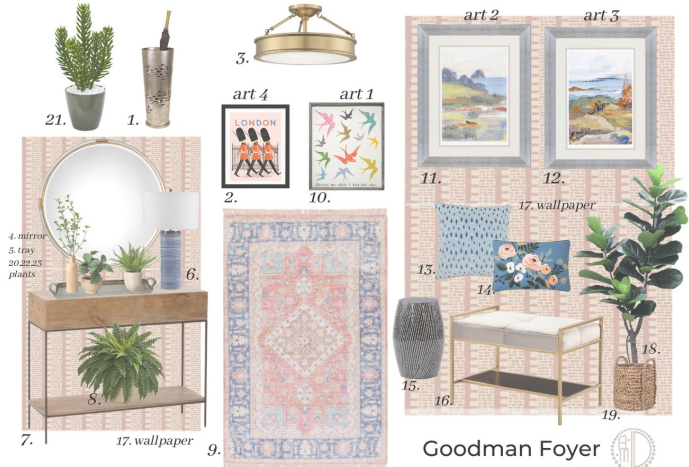 art 2
art 3
3.
art 4
art 1
21.
1.
LONDON
2.
10.
11.
12.
17. wallpaper
4. mirror
5. tray
20,22,23
plants
6.
13.
14.
8.
15.
16.
18.
19.
7.
17. wallpaper
9.
Goodman Foyer